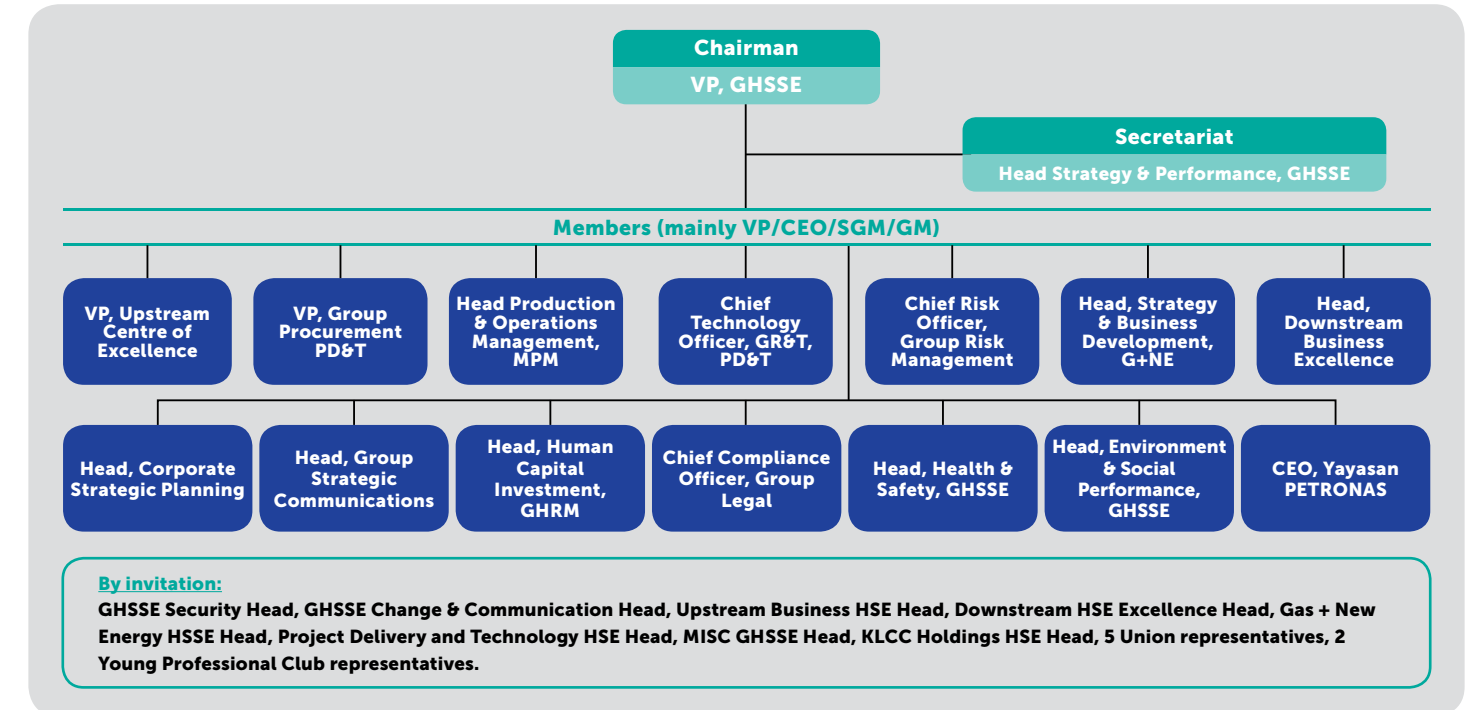 Chairman
VP, GHSSE
Secretariat
Head Strategy & Performance, GHSSE
Members (mainly VP/CEO/SGM/GM)
VP, Upstream
Centre of
Excellence
VP, Group
Procurement
PD&T
Head Production
& Operations
Management,
MPM
Chief
Technology
Officer, GR&T,
PD&T
Chief Risk
Officer,
Group Risk
Management
Head, Strategy
& Business
Development,
G+NE
Head,
Downstream
Business
Excellence
Head, Corporate
Strategic Planning
Head, Group
Strategic
Communications
Head, Human
Capital
Investment,
GHRM
Chief Compliance
Officer, Group
Legal
Head, Health &
Safety, GHSSE
Head, Environment
& Social
Performance,
GHSSE
CEO, Yayasan
PETRONAS
By invitation:
GHSSE Security Head, GHSSE Change & Communication Head, Upstream Business HSE Head, Downstream HSE Excellence Head, Gas + New
Energy HSSE Head, Project Delivery and Technology HSE Head, MISC GHSSE Head, KLCC Holdings HSE Head, 5 Union representatives, 2
Young Professional Club representatives.